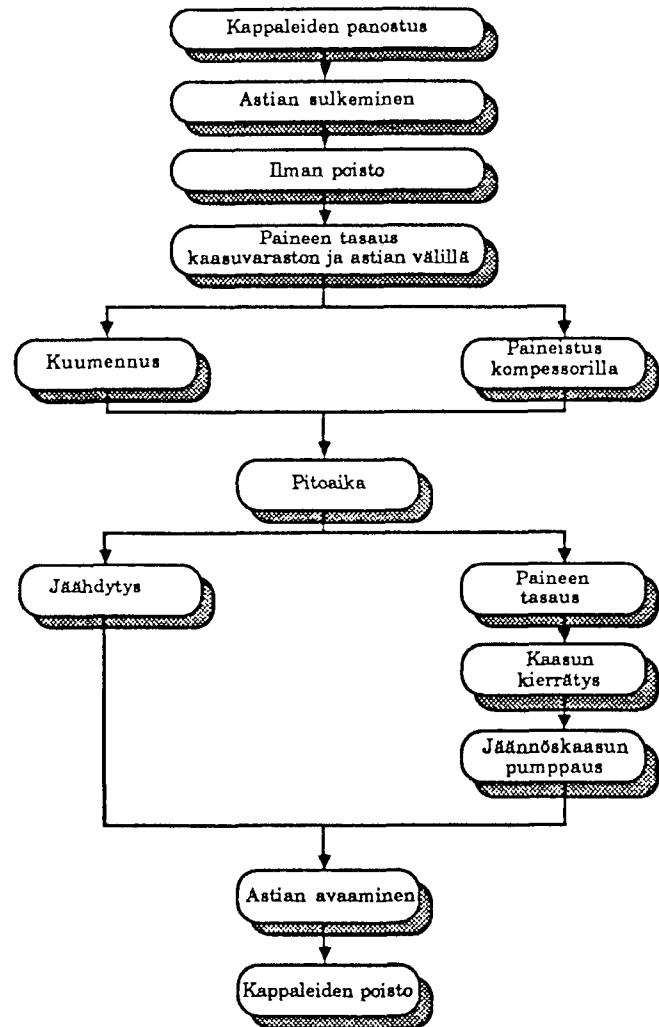 Kappaleiden panostus
Astian sulkeminen
Ilman poisto
Paineen tasaus
kaasuvaraston ja astian välillä
Kuumennus
Paineistus
kompessorilla
Pitoaika
Jäähdytys
Paineen
tasaus
Kaasun
kierrätys
Jäännöskaasun
pumppaus
Astian avaaminen
Kappaleiden poisto